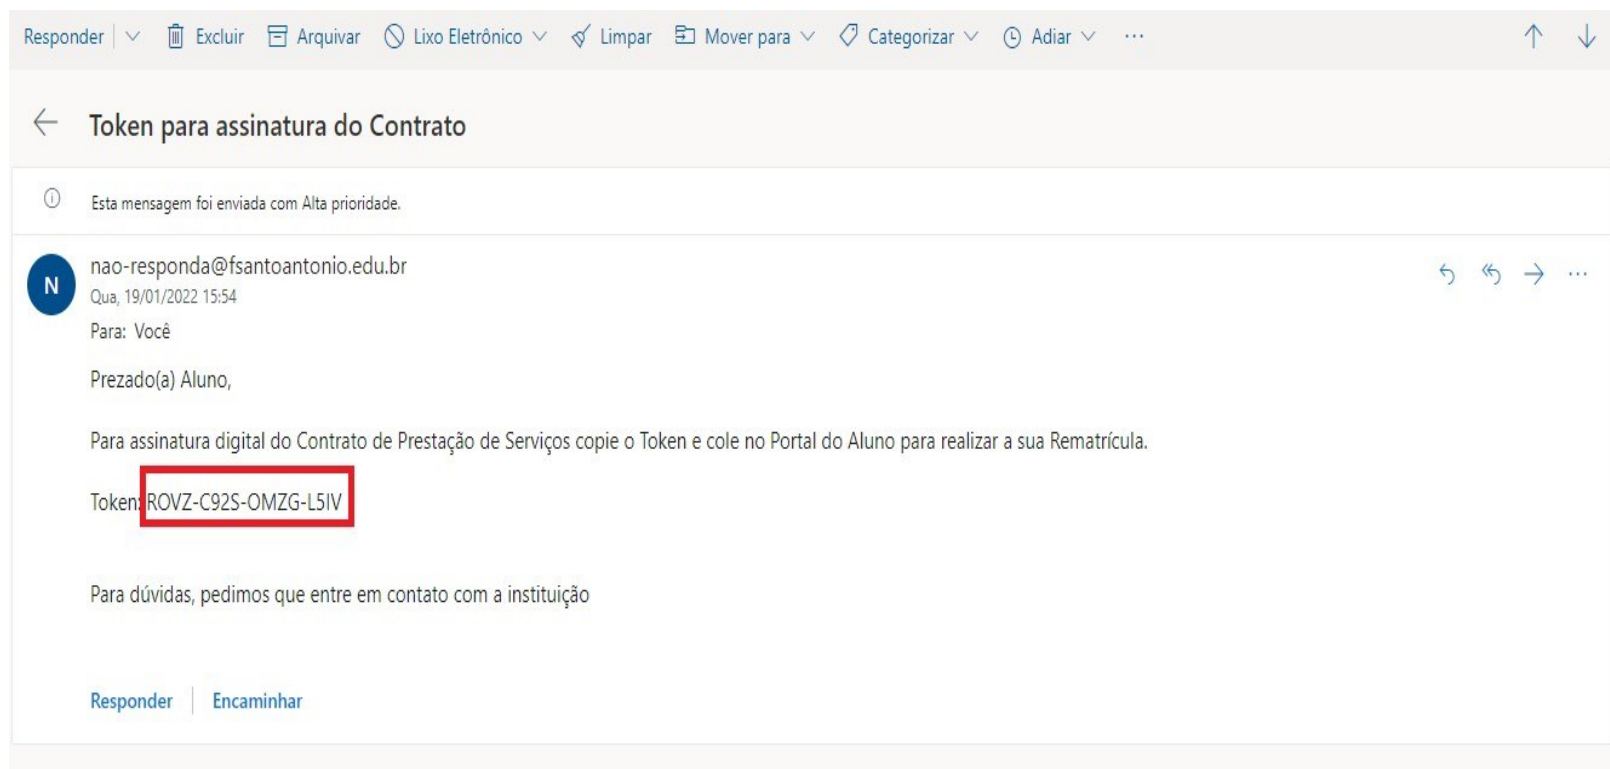 Responder Excluir Arquivar Lixo Eletrônico Limpar Mover para Categorizar Adiar ...
Token para assinatura do Contrato
Esta mensagem foi enviada com Alta prioridade.
N
nao-responda@fsantoantonio.edu.br
Qua, 19/01/2022 15:54
Para: Você
Prezado(a) Aluno,
Para assinatura digital do Contrato de Prestação de Serviços copie o Token e cole no Portal do Aluno para realizar a sua Rematrícula.
Token: ROVZ-C92S-OMZG-L5IV
Para dúvidas, pedimos que entre em contato com a instituição
Responder Encaminhar